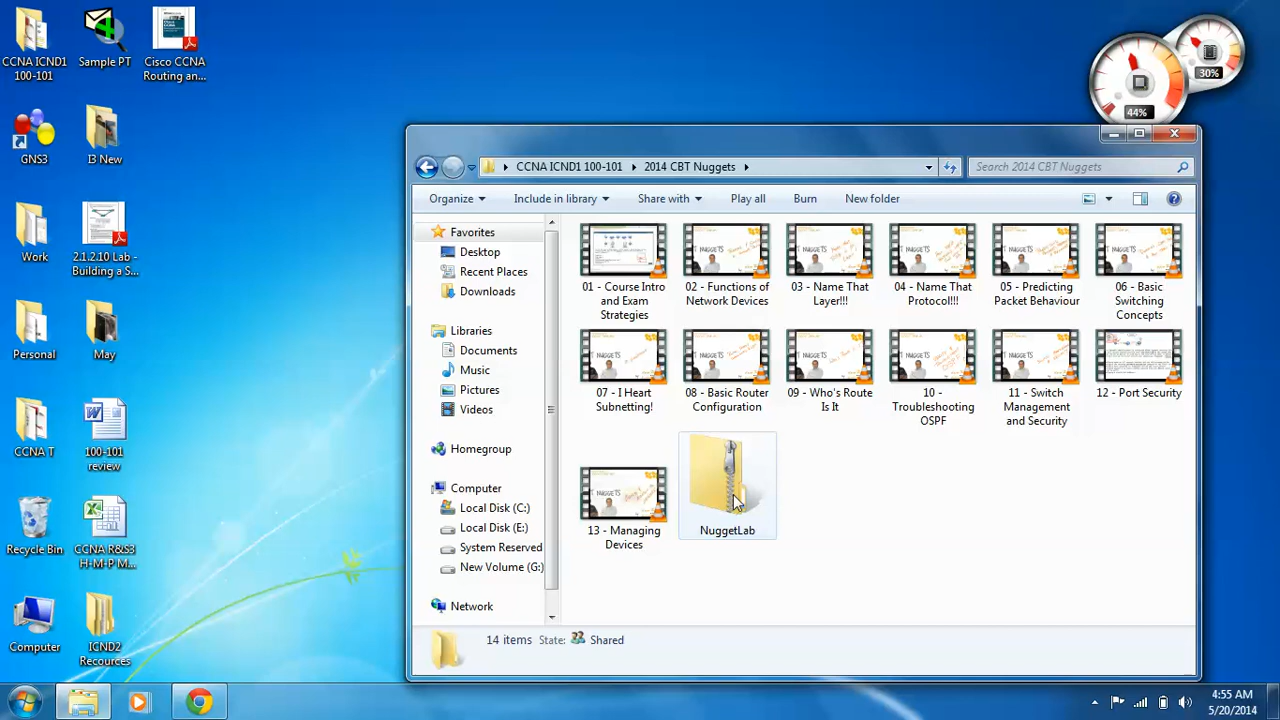 CCNA ICND1
100-101
Sample PT
Cisco CCNA
Routing an...
GNS3
I3 New
Work
2.1.2.10 Lab -
Building a S...
Personal
May
CCNA T
100-101
review
Recycle Bin
CCNA R&S3
H-M-P M...
Computer
ICND2
Recources
30%
44%
CCNA ICND1 100-101
2014 CBT Nuggets
Search 2014 CBT Nuggets
Organize
Include in library
Share with
Play all
Burn
New folder
Favorites
Desktop
Recent Places
Downloads
Libraries
Documents
Music
Pictures
Videos
Homegroup
Computer
Local Disk (C:)
Local Disk (E:)
System Reserved
New Volume (G:)
Network
01 - Course Intro
and Exam
Strategies
02 - Functions of
Network Devices
03 - Name That
Layer!!!
04 - Name That
Protocol!!!
05 - Predicting
Packet Behaviour
06 - Basic
Switching
Concepts
07 - I Heart
Subnetting!
08 - Basic Router
Configuration
09 - Who's Route
Is It
10 -
Troubleshooting
OSPF
11 - Switch
Management
and Security
12 - Port Security
13 - Managing
Devices
NuggetLab
14 items State: Shared
4:55 AM
5/20/2014